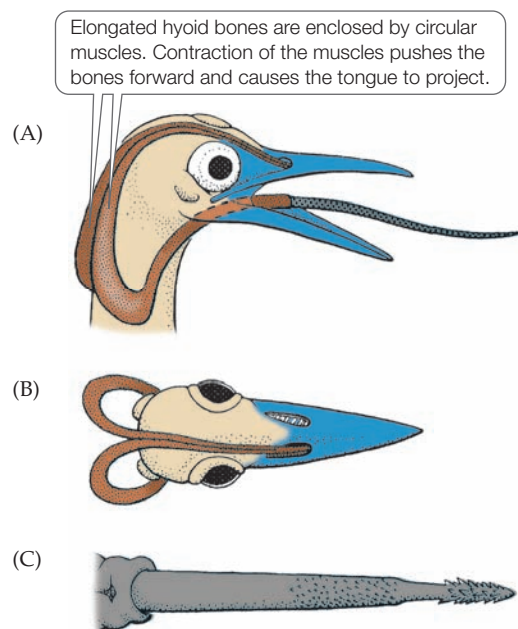 Elongated hyoid bones are enclosed by circular
muscles. Contraction of the muscles pushes the
bones forward and causes the tongue to project.
(A)
(B)
(C)